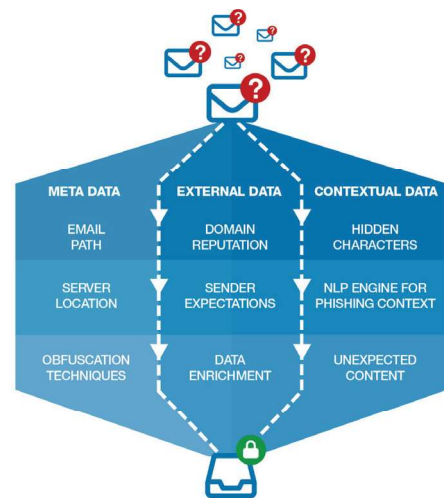 ?
?
?
?
?
?
META DATA
EXTERNAL DATA
CONTEXTUAL DATA
EMAIL
PATH
DOMAIN
REPUTATION
HIDDEN
CHARACTERS
SERVER
LOCATION
SENDER
EXPECTATIONS
NLP ENGINE FOR
PHISHING CONTEXT
OBFUSCATION
TECHNIQUES
DATA
ENRICHMENT
UNEXPECTED
CONTENT